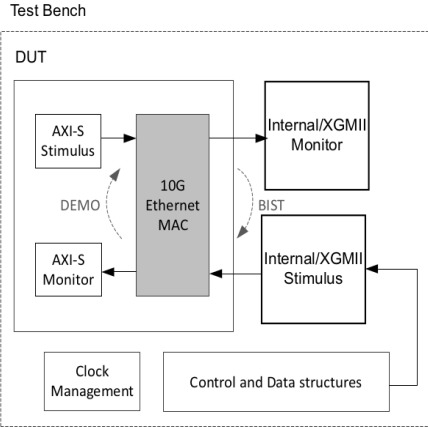 Test Bench
DUT
AXI-S
Stimulus
Internal/XGMII
Monitor
10G
Ethernet
MAC
DEMO
BIST
AXI-S
Monitor
Internal/XGMII
Stimulus
Clock
Management
Control and Data structures